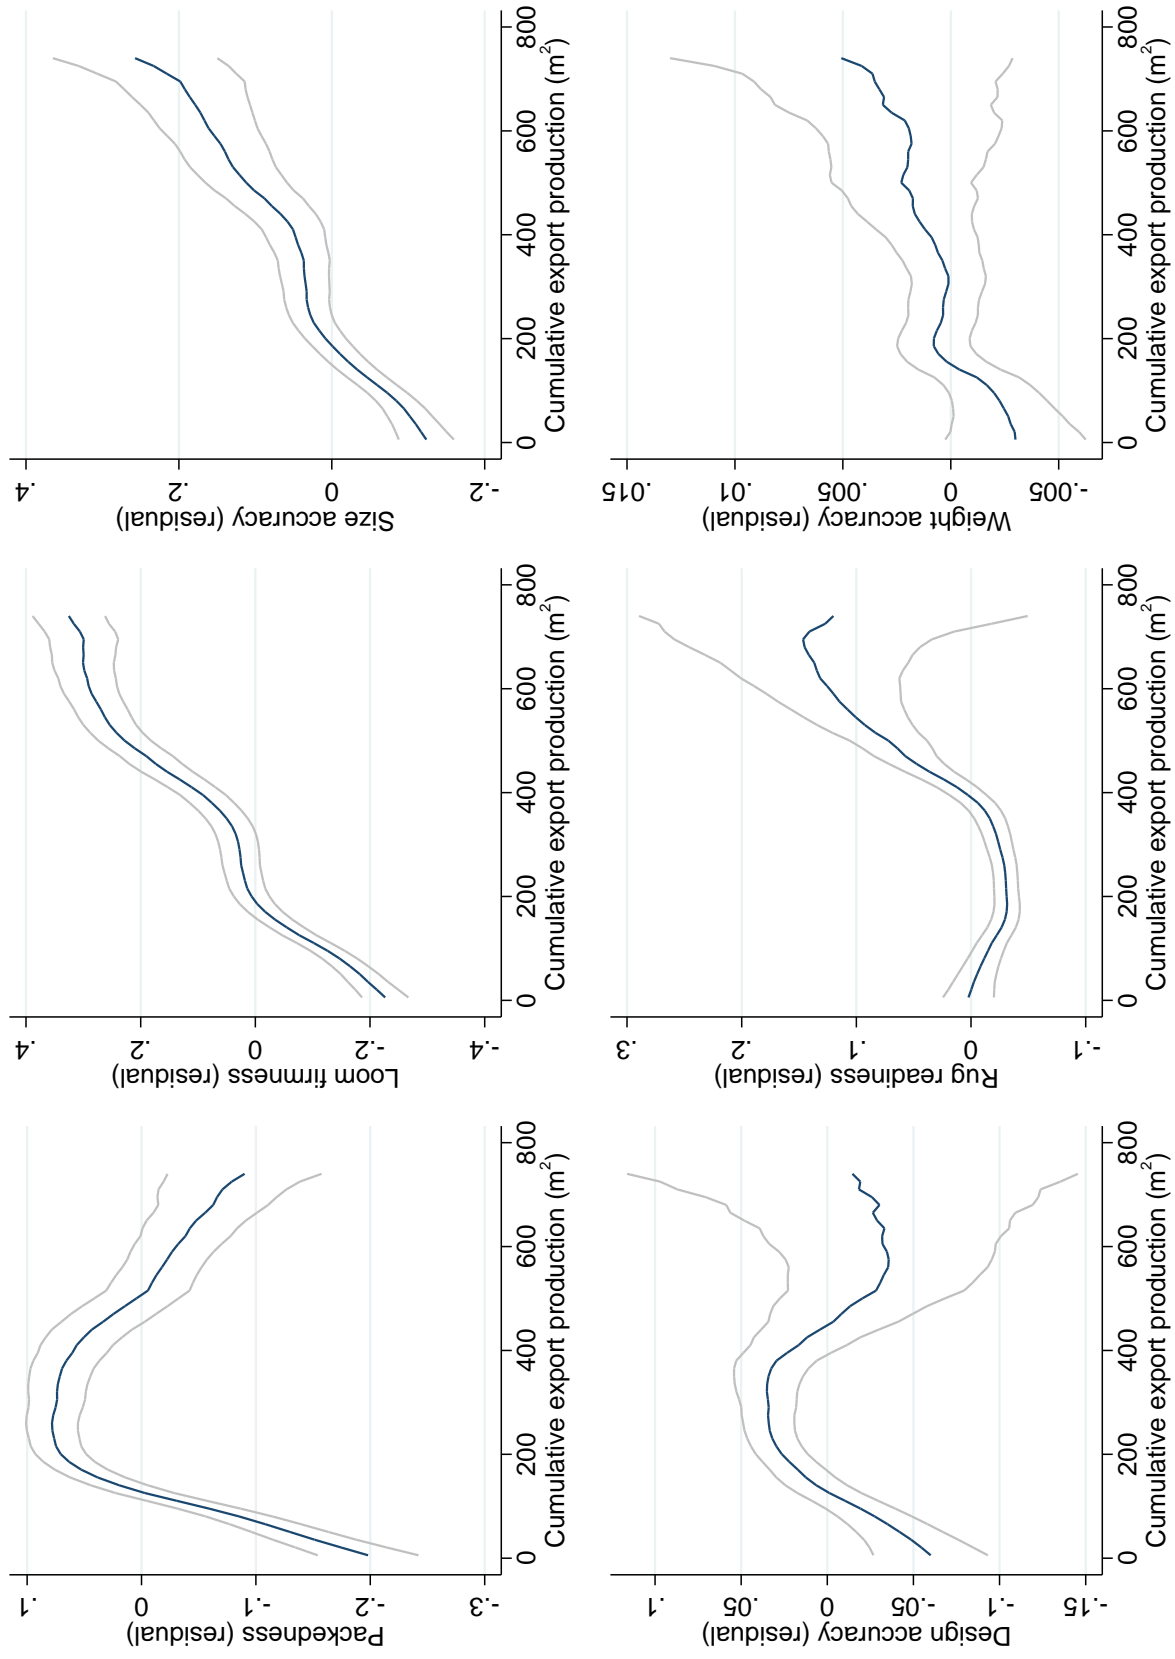 Packedness (residual)
.1
0
-.1
-.2
-.3
0 200 400 600 800
Cumulative export production (m²)
Loom firmness (residual)
.4
.2
0
-.2
-.4
0 200 400 600 800
Cumulative export production (m²)
Size accuracy (residual)
.4
.2
0
-.2
0 200 400 600 800
Cumulative export production (m²)
Design accuracy (residual)
.1
.05
0
-.05
-.1
-.15
0 200 400 600 800
Cumulative export production (m²)
Rug readiness (residual)
.3
.2
.1
0
-.1
0 200 400 600 800
Cumulative export production (m²)
Weight accuracy (residual)
.015
.01
.005
0
-.005
0 200 400 600 800
Cumulative export production (m²)